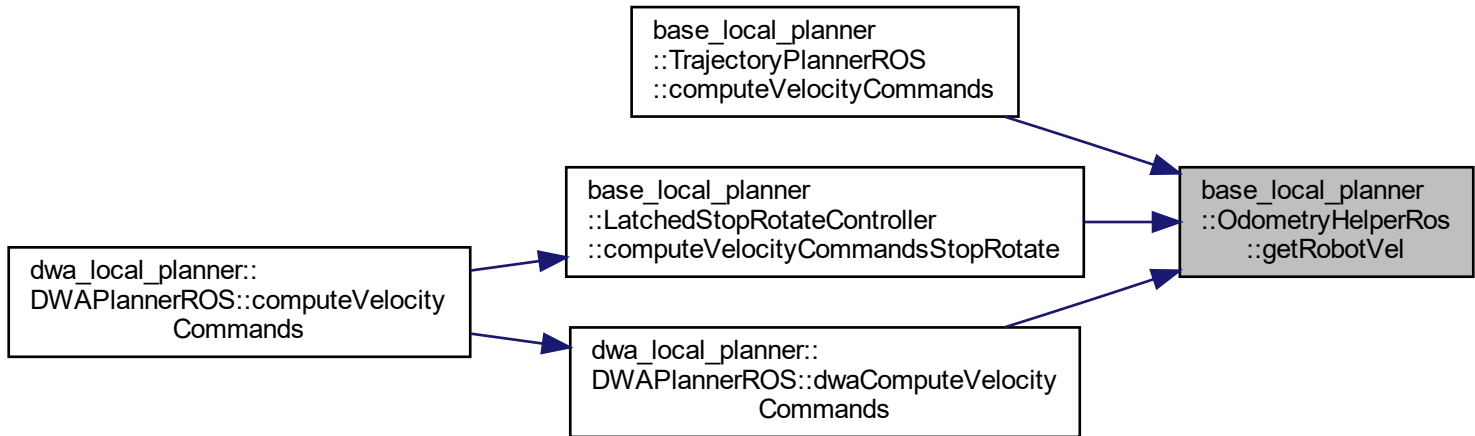 base_local_planner
::TrajectoryPlannerROS
::computeVelocityCommands
base_local_planner
::LatchedStopRotateController
::computeVelocityCommandsStopRotate
base_local_planner
::OdometryHelperRos
::getRobotVel
dwa_local_planner::
DWAPlannerROS::computeVelocity
Commands
dwa_local_planner::
DWAPlannerROS::dwaComputeVelocity
Commands